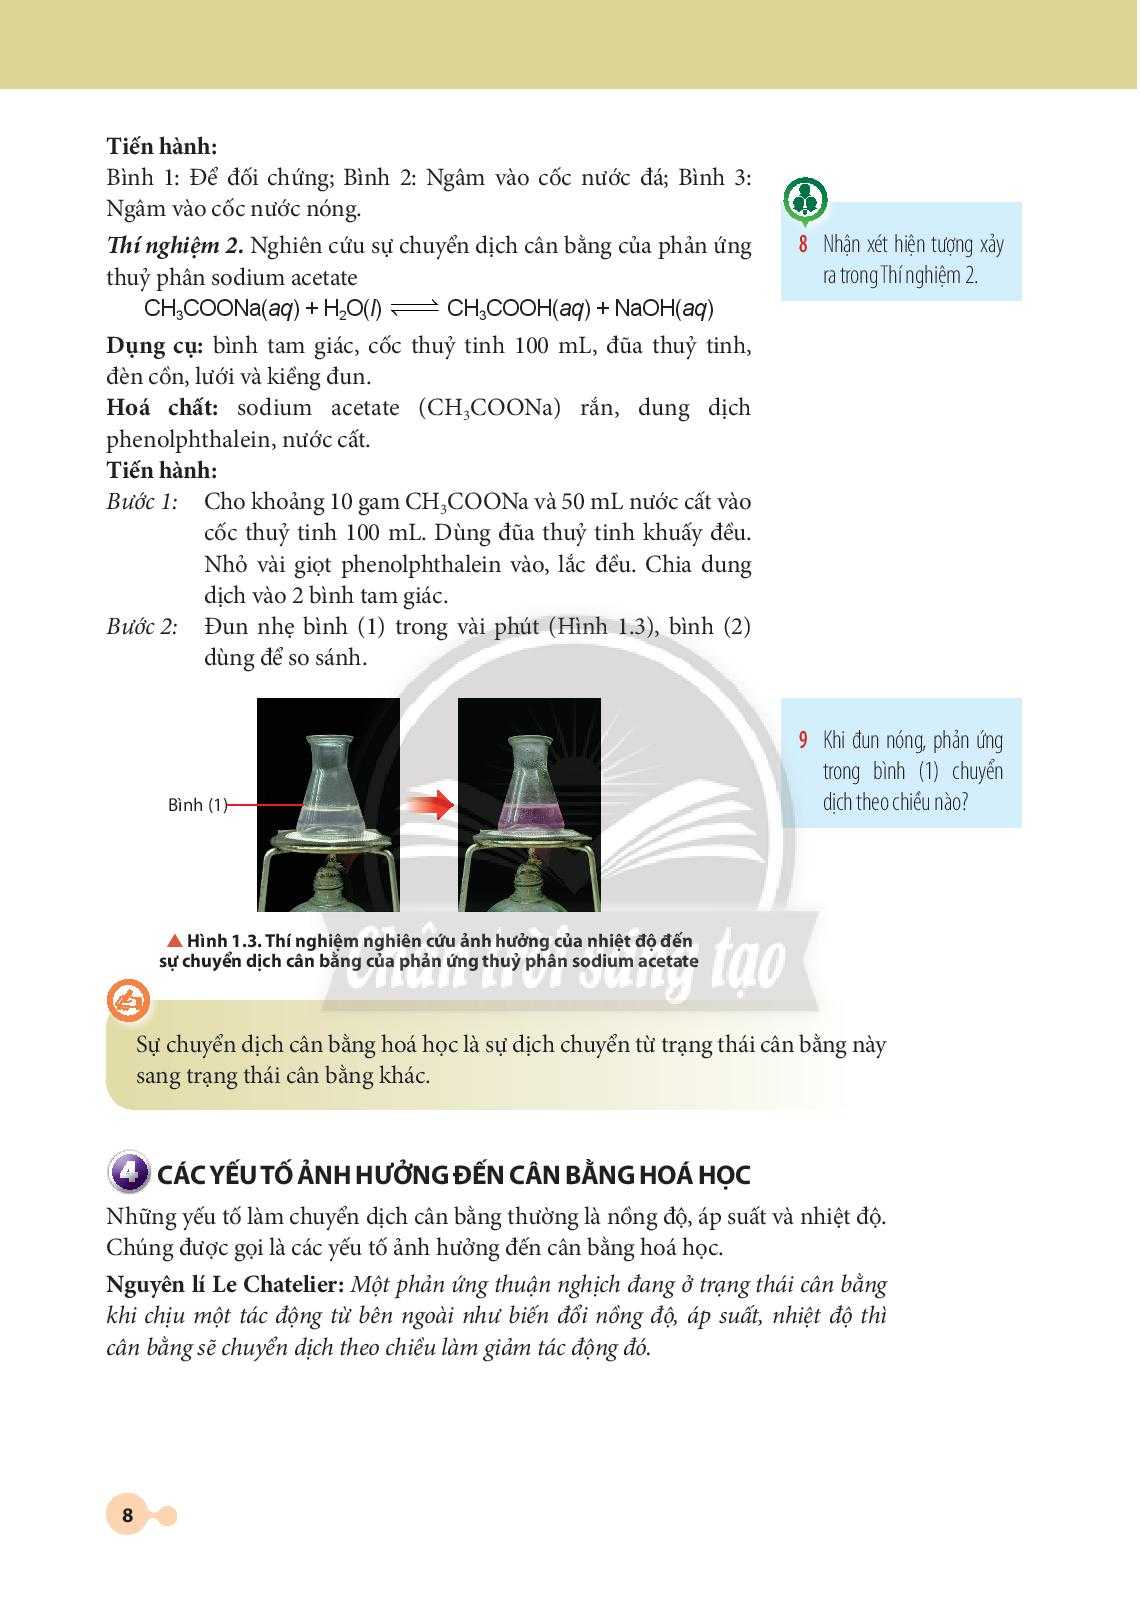 Tiến hành:
Bình 1: Để đối chứng; Bình 2: Ngâm vào cốc nước đá; Bình 3:
Ngâm vào cốc nước nóng.
Thí nghiệm 2. Nghiên cứu sự chuyển dịch cân bằng của phản ứng
thuỷ phân sodium acetate
CH₃COONa(aq) + H₂O(l) ⇌ CH₃COOH(aq) + NaOH(aq)
Dụng cụ: bình tam giác, cốc thuỷ tinh 100 mL, đũa thuỷ tinh,
đèn cồn, lưới và kiềng đun.
Hoá chất: sodium acetate (CH₃COONa) rắn, dung dịch
phenolphthalein, nước cất.
Tiến hành:
Bước 1: Cho khoảng 10 gam CH₃COONa và 50 mL nước cất vào
cốc thuỷ tinh 100 mL. Dùng đũa thuỷ tinh khuấy đều.
Nhỏ vài giọt phenolphthalein vào, lắc đều. Chia dung
dịch vào 2 bình tam giác.
Bước 2: Đun nhẹ bình (1) trong vài phút (Hình 1.3), bình (2)
dùng để so sánh.
8 Nhận xét hiện tượng xảy
ra trong Thí nghiệm 2.
Bình (1)
9 Khi đun nóng, phản ứng
trong bình (1) chuyển
dịch theo chiều nào?
▲ Hình 1.3. Thí nghiệm nghiên cứu ảnh hưởng của nhiệt độ đến
sự chuyển dịch cân bằng của phản ứng thuỷ phân sodium acetate
Chân trời sáng tạo
Sự chuyển dịch cân bằng hoá học là sự dịch chuyển từ trạng thái cân bằng này
sang trạng thái cân bằng khác.
4 CÁC YẾU TỐ ẢNH HƯỞNG ĐẾN CÂN BẰNG HOÁ HỌC
Những yếu tố làm chuyển dịch cân bằng thường là nồng độ, áp suất và nhiệt độ.
Chúng được gọi là các yếu tố ảnh hưởng đến cân bằng hoá học.
Nguyên lí Le Chatelier: Một phản ứng thuận nghịch đang ở trạng thái cân bằng
khi chịu một tác động từ bên ngoài như biến đổi nồng độ, áp suất, nhiệt độ thì
cân bằng sẽ chuyển dịch theo chiều làm giảm tác động đó.
8